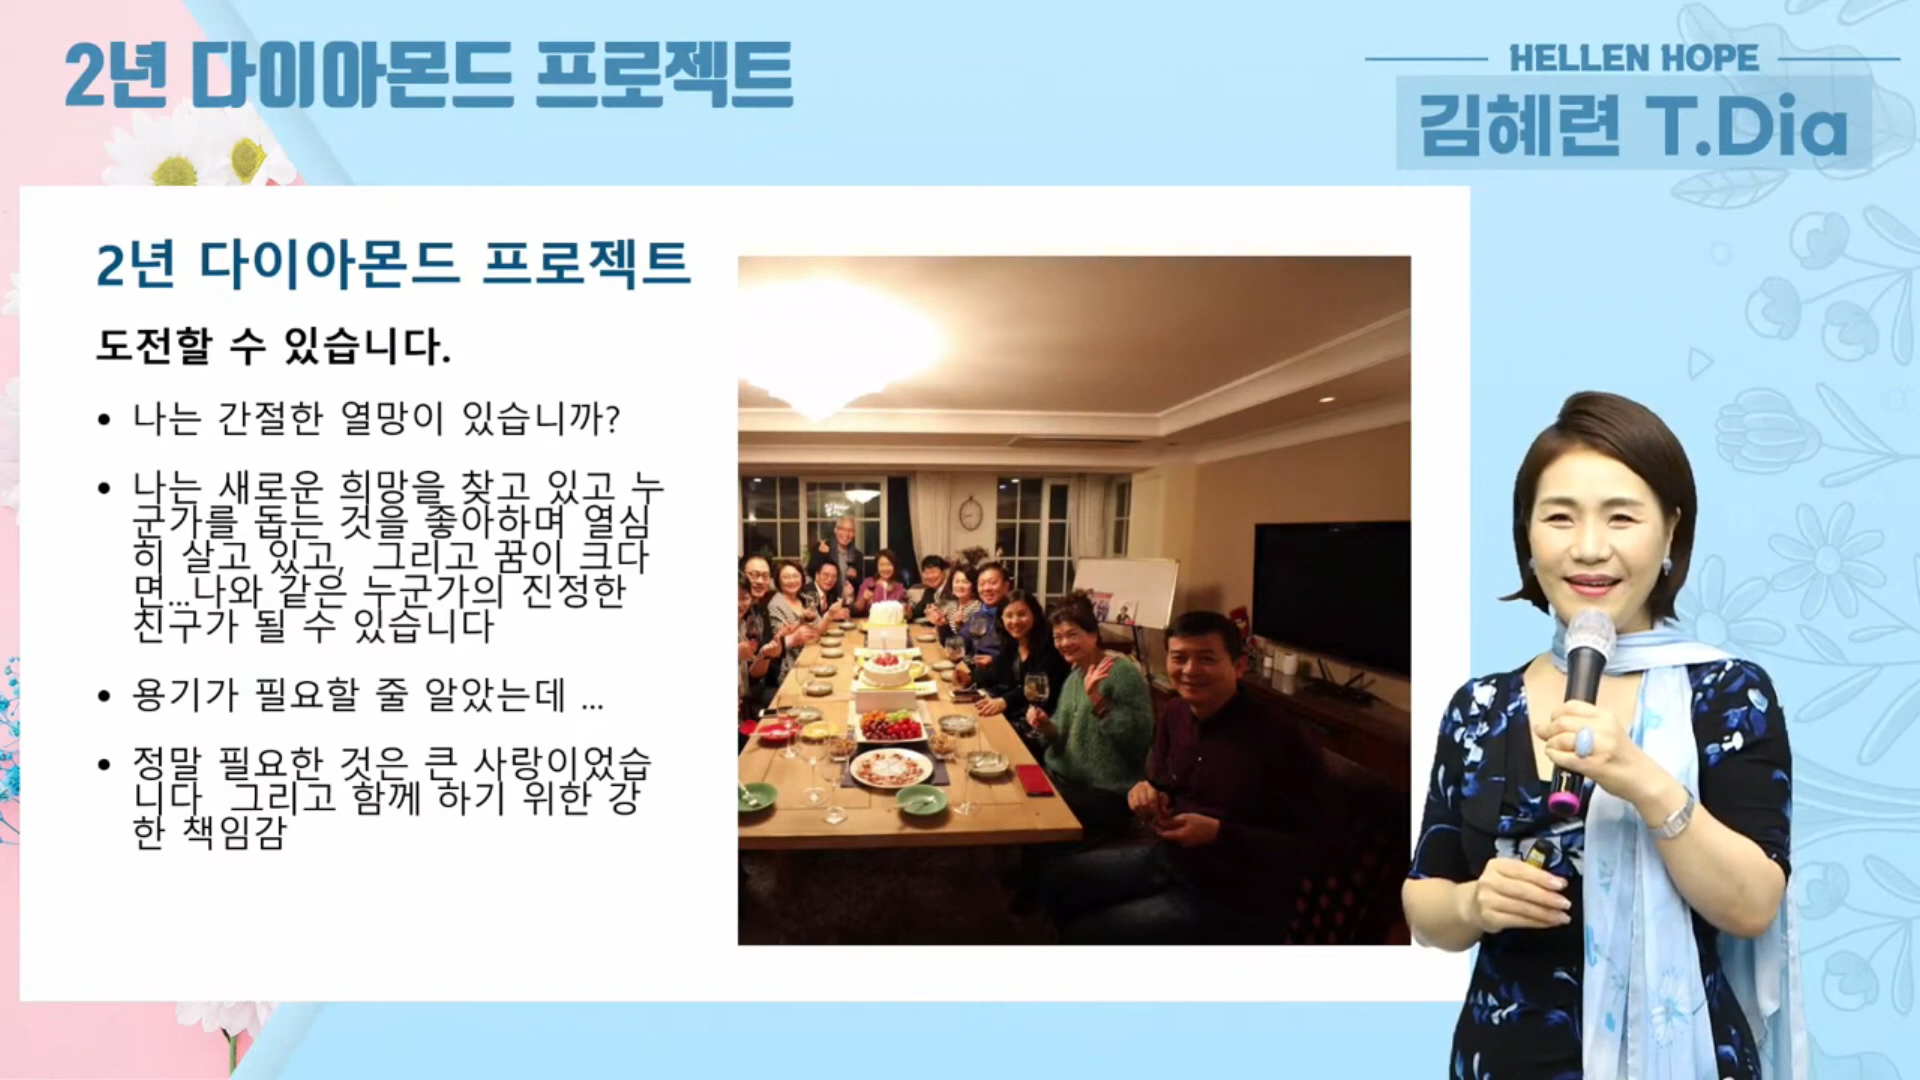 2년 다이아몬드 프로젝트
HELLEN HOPE
김혜련 T.Dia
2년 다이아몬드 프로젝트
도전할 수 있습니다.
• 나는 간절한 열망이 있습니까?
• 나는 새로운 희망을 찾고 있고 누
군가를 돕는 것을 좋아하며 열심
히 살고 있고, 그리고 꿈이 크다
면...나와 같은 누군가의 진정한
친구가 될 수 있습니다
• 용기가 필요할 줄 알았는데 ...
• 정말 필요한 것은 큰 사랑이었습
니다 그리고 함께 하기 위한 강
한 책임감